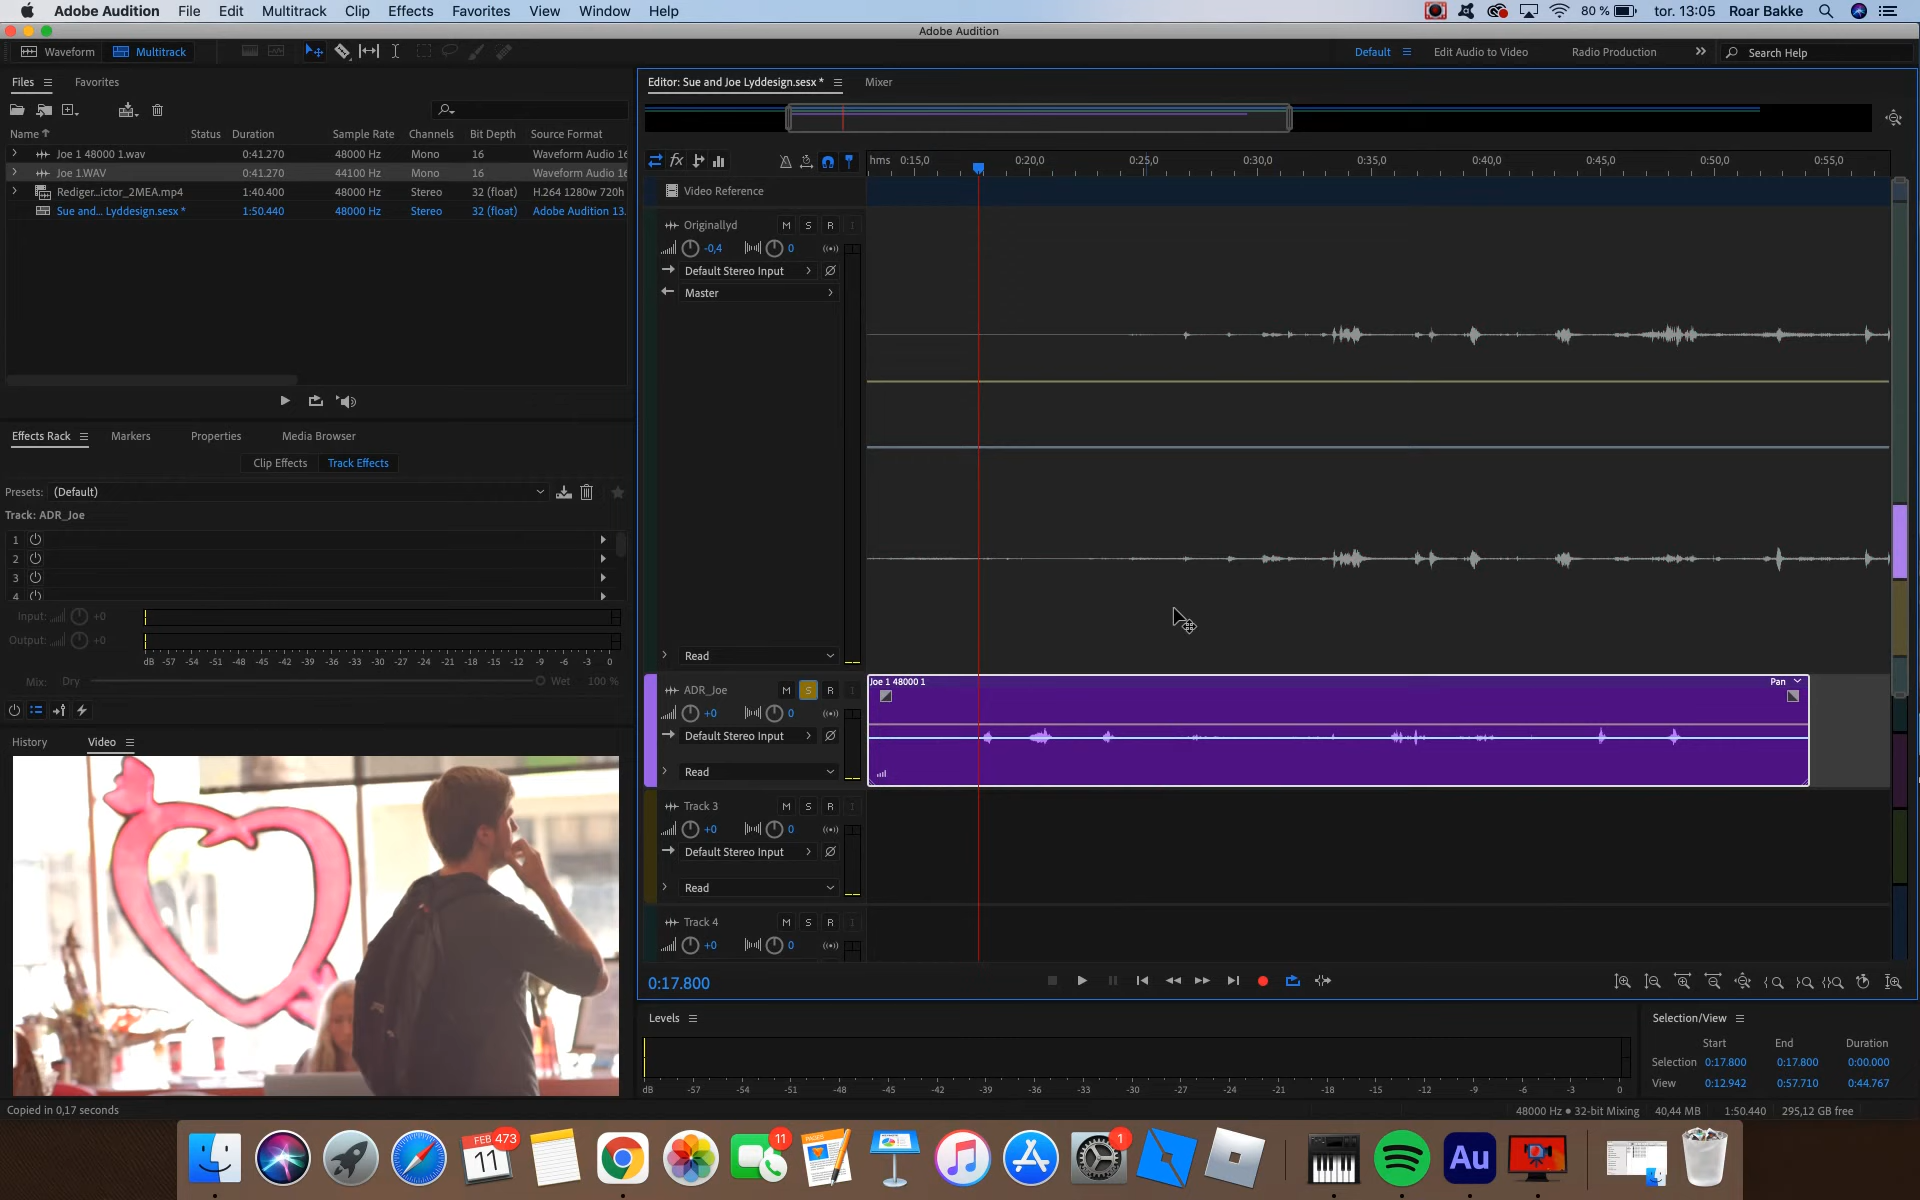 Adobe Audition File Edit Multitrack Clip Effects Favorites View Window Help 80 % tor. 13:05 Roar Bakke
Adobe Audition
Waveform Multitrack Default Edit Audio to Video Radio Production Search Help
Files Favorites
Name Status Duration Sample Rate Channels Bit Depth Source Format
Joe 1 48000 1.wav 0:41.270 48000 Hz Mono 16 Waveform Audio 16
Joe 1.WAV 0:41.270 44100 Hz Mono 16 Waveform Audio 16
Rediger...ictor_2MEA.mp4 1:40.400 48000 Hz Stereo 32 (float) H.264 1280w 720h
Sue and... Lyddesign.sesx * 1:50.440 48000 Hz Stereo 32 (float) Adobe Audition 13.
Effects Rack Markers Properties Media Browser
Clip Effects Track Effects
Presets: (Default)
Track: ADR_Joe
1
2
3
4
Input: +0
Output: +0
dB -57 -54 -51 -48 -45 -42 -39 -36 -33 -30 -27 -24 -21 -18 -15 -12 -9 -6 -3 0
Mix: Dry Wet 100 %
History Video
Editor: Sue and Joe Lyddesign.sesx * Mixer
fx hms 0:15,0 0:20,0 0:25,0 0:30,0 0:35,0 0:40,0 0:45,0 0:50,0 0:55,0
Video Reference
Originallyd M S R I
-0,4 0
Default Stereo Input
Master
Read
ADR_Joe M S R I
+0 0
Default Stereo Input
Read
Joe 1 48000 1 Pan
Track 3 M S R I
+0 0
Default Stereo Input
Read
Track 4 M S R I
+0 0
0:17.800
Levels
dB -57 -54 -51 -48 -45 -42 -39 -36 -33 -30 -27 -24 -21 -18 -15 -12 -9 -6 -3 0
Selection/View
Start End Duration
Selection 0:17.800 0:17.800 0:00.000
View 0:12.942 0:57.710 0:44.767
Copied in 0,17 seconds 48000 Hz ● 32-bit Mixing 40,44 MB 1:50.440 295,12 GB free
FEB 473
11
11
PAGES
1
Au